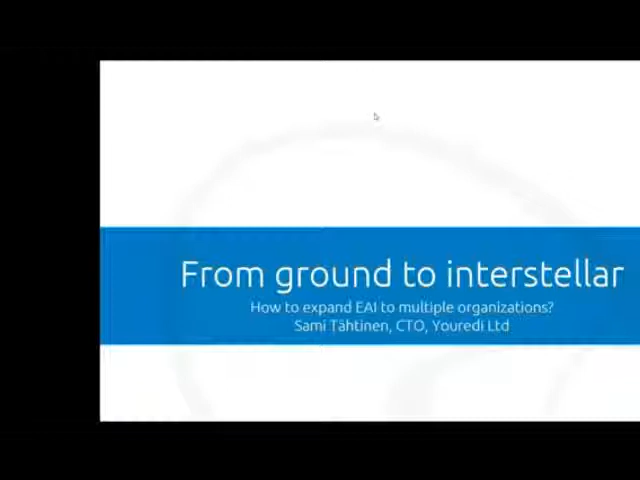 From ground to interstellar
How to expand EAI to multiple organizations?
Sami Tähtinen, CTO, Youredi Ltd